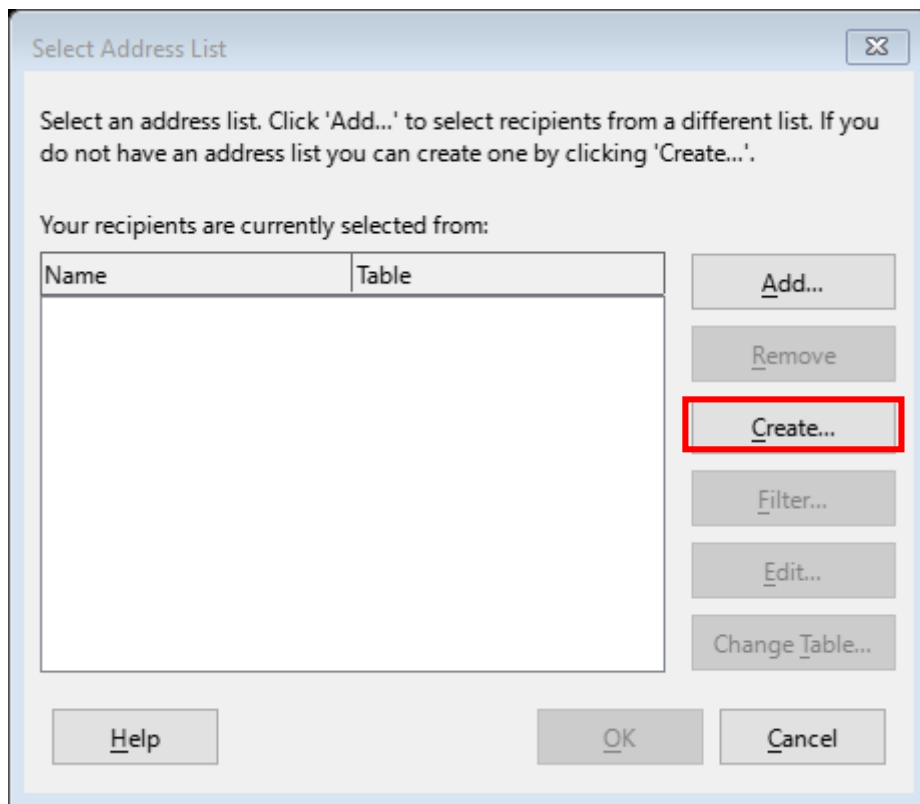 Select Address List
Select an address list. Click 'Add...' to select recipients from a different list. If you
do not have an address list you can create one by clicking 'Create...'.
Your recipients are currently selected from:
Name Table
Add...
Remove
Create...
Filter...
Edit...
Change Table...
Help OK Cancel